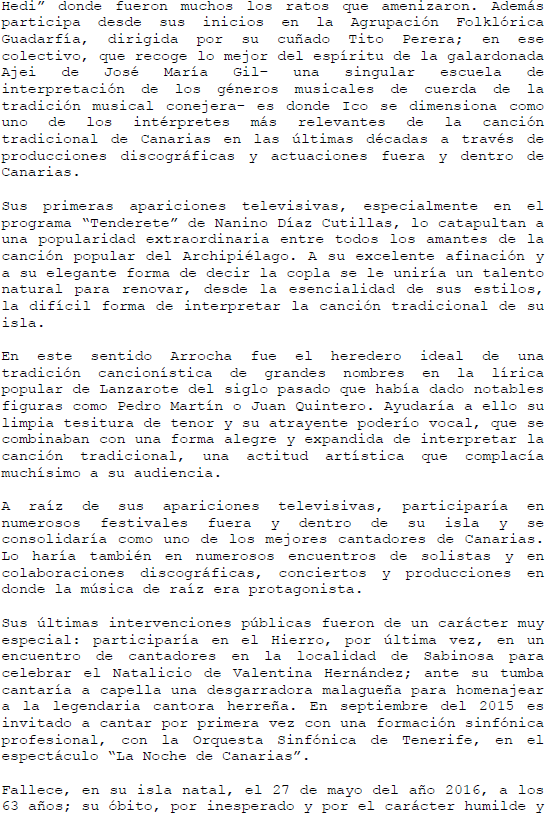 Hedi” donde fueron muchos los ratos que amenizaron. Además
participa desde sus inicios en la Agrupación Folklórica
Guadarfía, dirigida por su cuñado Tito Perera; en ese
colectivo, que recoge lo mejor del espíritu de la galardonada
Ajei de José María Gil– una singular escuela de
interpretación de los géneros musicales de cuerda de la
tradición musical conejera– es donde Ico se dimensiona como
uno de los intérpretes más relevantes de la canción
tradicional de Canarias en las últimas décadas a través de
producciones discográficas y actuaciones fuera y dentro de
Canarias.
Sus primeras apariciones televisivas, especialmente en el
programa “Tenderete” de Nanino Díaz Cutillas, lo catapultan a
una popularidad extraordinaria entre todos los amantes de la
canción popular del Archipiélago. A su excelente afinación y
a su elegante forma de decir la copla se le uniría un talento
natural para renovar, desde la esencialidad de sus estilos,
la difícil forma de interpretar la canción tradicional de su
isla.
En este sentido Arrocha fue el heredero ideal de una
tradición cancionística de grandes nombres en la lírica
popular de Lanzarote del siglo pasado que había dado notables
figuras como Pedro Martín o Juan Quintero. Ayudaría a ello su
limpia tesitura de tenor y su atrayente poderío vocal, que se
combinaban con una forma alegre y expandida de interpretar la
canción tradicional, una actitud artística que complacía
muchísimo a su audiencia.
A raíz de sus apariciones televisivas, participaría en
numerosos festivales fuera y dentro de su isla y se
consolidaría como uno de los mejores cantadores de Canarias.
Lo haría también en numerosos encuentros de solistas y en
colaboraciones discográficas, conciertos y producciones en
donde la música de raíz era protagonista.
Sus últimas intervenciones públicas fueron de un carácter muy
especial: participaría en el Hierro, por última vez, en un
encuentro de cantadores en la localidad de Sabinosa para
celebrar el Natalicio de Valentina Hernández; ante su tumba
cantaría a capella una desgarradora malagueña para homenajear
a la legendaria cantora herreña. En septiembre del 2015 es
invitado a cantar por primera vez con una formación sinfónica
profesional, con la Orquesta Sinfónica de Tenerife, en el
espectáculo “La Noche de Canarias”.
Fallece, en su isla natal, el 27 de mayo del año 2016, a los
63 años; su óbito, por inesperado y por el carácter humilde y